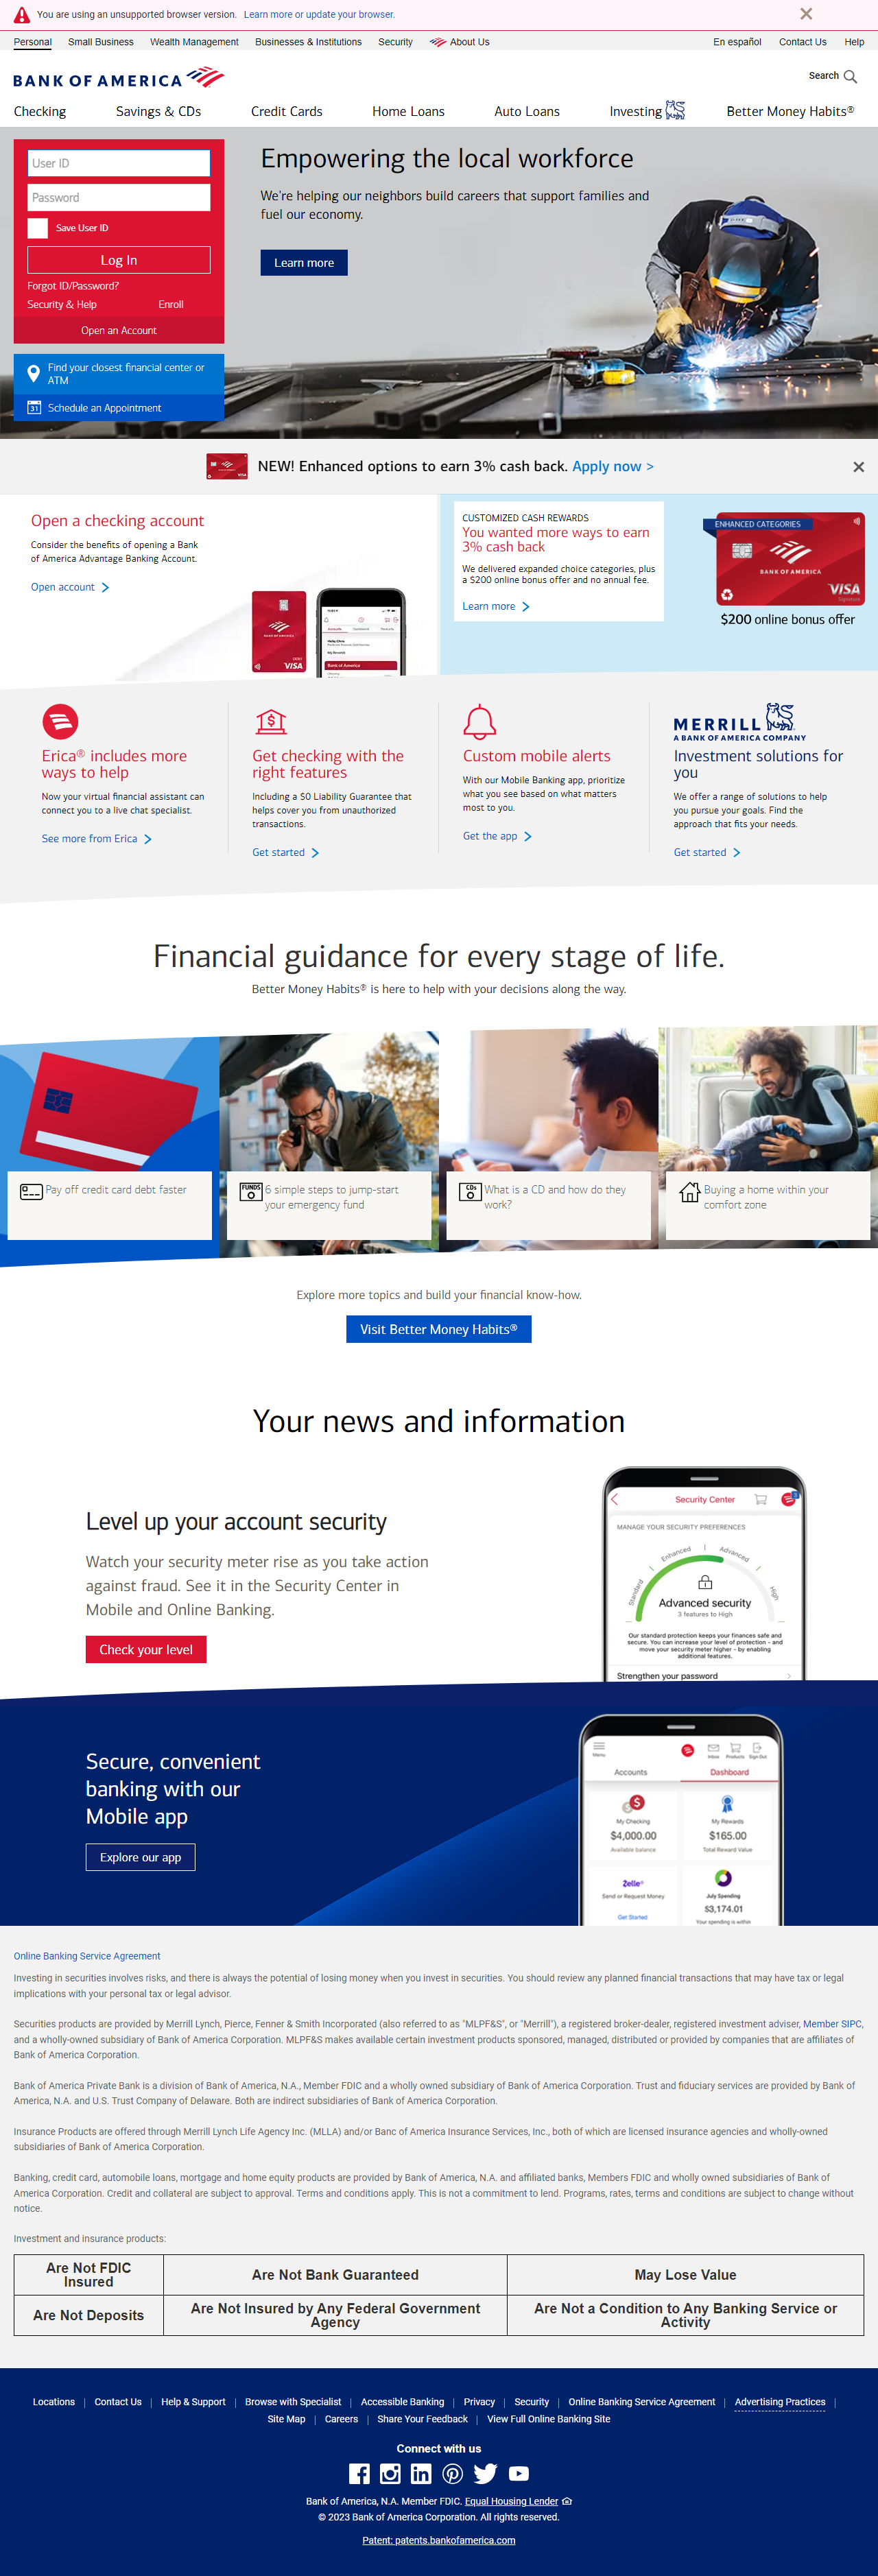 You are using an unsupported browser version. Learn more or update your browser.
Personal Small Business Wealth Management Businesses & Institutions Security About Us En español Contact Us Help
BANK OF AMERICA
Search
Checking Savings & CDs Credit Cards Home Loans Auto Loans Investing Better Money Habits®
User ID
Password
Save User ID
Log In
Forgot ID/Password?
Security & Help Enroll
Open an Account
Find your closest financial center or
ATM
31 Schedule an Appointment
Empowering the local workforce
We're helping our neighbors build careers that support families and
fuel our economy.
Learn more
NEW! Enhanced options to earn 3% cash back. Apply now >
Open a checking account
Consider the benefits of opening a Bank
of America Advantage Banking Account.
Open account
VISA
CUSTOMIZED CASH REWARDS
You wanted more ways to earn
3% cash back
We delivered expanded choice categories, plus
a $200 online bonus offer and no annual fee.
Learn more
ENHANCED CATEGORIES
BANK OF AMERICA
VISA
Signature
$200 online bonus offer
Erica® includes more
ways to help
Now your virtual financial assistant can
connect you to a live chat specialist.
See more from Erica
Get checking with the
right features
Including a $0 Liability Guarantee that
helps cover you from unauthorized
transactions.
Get started
Custom mobile alerts
With our Mobile Banking app, prioritize
what you see based on what matters
most to you.
Get the app
MERRILL
A BANK OF AMERICA COMPANY
Investment solutions for
you
We offer a range of solutions to help
you pursue your goals. Find the
approach that fits your needs.
Get started
Financial guidance for every stage of life.
Better Money Habits® is here to help with your decisions along the way.
Pay off credit card debt faster
FUNDS 6 simple steps to jump-start
your emergency fund
CDs What is a CD and how do they
work?
Buying a home within your
comfort zone
Explore more topics and build your financial know-how.
Visit Better Money Habits®
Your news and information
Level up your account security
Watch your security meter rise as you take action
against fraud. See it in the Security Center in
Mobile and Online Banking.
Check your level
Security Center
MANAGE YOUR SECURITY PREFERENCES
Standard Enhanced Advanced High
Advanced security
3 features to High
Our standard protection keeps your finances safe and
secure. You can increase your level of protection - and
move your security meter higher - by enabling
additional features.
Strengthen your password
Secure, convenient
banking with our
Mobile app
Explore our app
Menu Inbox Products Sign Out
Accounts Dashboard
My Checking My Rewards
$4,000.00 $165.00
Available balance Total Reward Value
Zelle® July Spending
Send or Request Money $3,174.01
Get Started Your spending is within
Online Banking Service Agreement
Investing in securities involves risks, and there is always the potential of losing money when you invest in securities. You should review any planned financial transactions that may have tax or legal
implications with your personal tax or legal advisor.
Securities products are provided by Merrill Lynch, Pierce, Fenner & Smith Incorporated (also referred to as "MLPF&S", or "Merrill"), a registered broker-dealer, registered investment adviser, Member SIPC,
and a wholly-owned subsidiary of Bank of America Corporation. MLPF&S makes available certain investment products sponsored, managed, distributed or provided by companies that are affiliates of
Bank of America Corporation.
Bank of America Private Bank is a division of Bank of America, N.A., Member FDIC and a wholly owned subsidiary of Bank of America Corporation. Trust and fiduciary services are provided by Bank of
America, N.A. and U.S. Trust Company of Delaware. Both are indirect subsidiaries of Bank of America Corporation.
Insurance Products are offered through Merrill Lynch Life Agency Inc. (MLLA) and/or Banc of America Insurance Services, Inc., both of which are licensed insurance agencies and wholly-owned
subsidiaries of Bank of America Corporation.
Banking, credit card, automobile loans, mortgage and home equity products are provided by Bank of America, N.A. and affiliated banks, Members FDIC and wholly owned subsidiaries of Bank of
America Corporation. Credit and collateral are subject to approval. Terms and conditions apply. This is not a commitment to lend. Programs, rates, terms and conditions are subject to change without
notice.
Investment and insurance products:
Are Not FDIC
Insured
Are Not Bank Guaranteed
May Lose Value
Are Not Deposits
Are Not Insured by Any Federal Government
Agency
Are Not a Condition to Any Banking Service or
Activity
Locations Contact Us Help & Support Browse with Specialist Accessible Banking Privacy Security Online Banking Service Agreement Advertising Practices
Site Map Careers Share Your Feedback View Full Online Banking Site
Connect with us
Bank of America, N.A. Member FDIC. Equal Housing Lender
© 2023 Bank of America Corporation. All rights reserved.
Patent: patents.bankofamerica.com